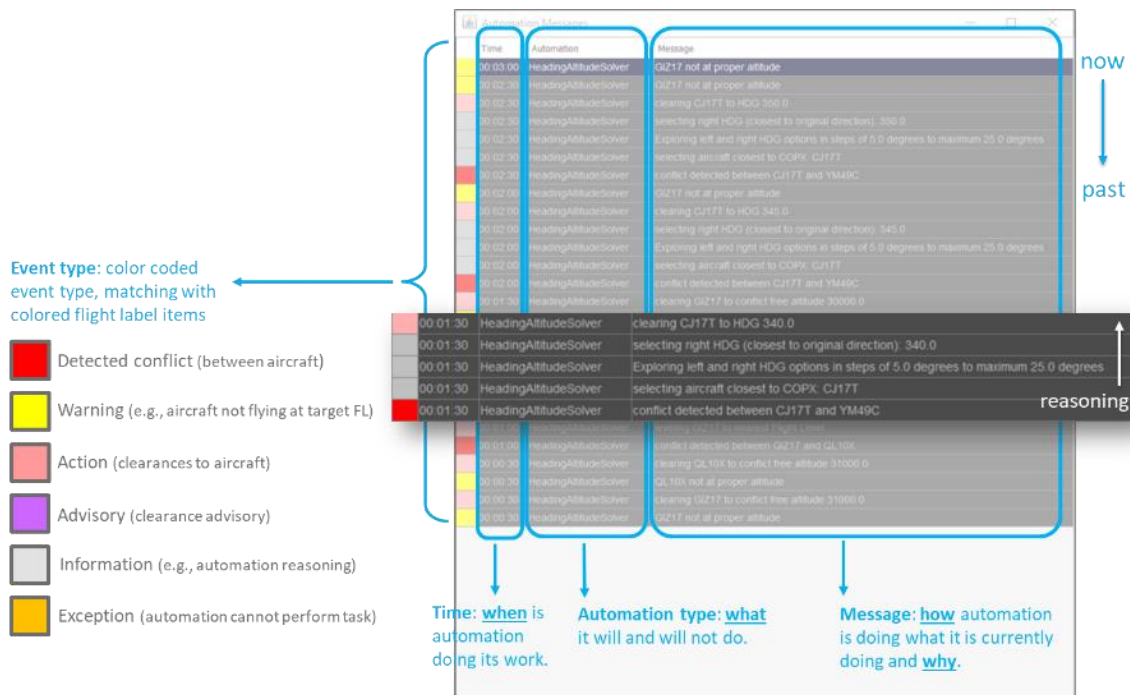 Automation Messages
Time Automation Message
00:03:00 HeadingAltitudeSolver GIZ17 not at proper altitude
00:02:30 HeadingAltitudeSolver GIZ17 not at proper altitude
00:02:30 HeadingAltitudeSolver clearing CJ17T to HDG 350.0
00:02:30 HeadingAltitudeSolver selecting right HDG (closest to original direction): 350.0
00:02:30 HeadingAltitudeSolver Exploring left and right HDG options in steps of 5.0 degrees to maximum 25.0 degrees
00:02:30 HeadingAltitudeSolver selecting aircraft closest to COPX: CJ17T
00:02:30 HeadingAltitudeSolver conflict detected between CJ17T and YM49C
00:02:00 HeadingAltitudeSolver GIZ17 not at proper altitude
00:02:00 HeadingAltitudeSolver clearing CJ17T to HDG 345.0
00:02:00 HeadingAltitudeSolver selecting right HDG (closest to original direction): 345.0
00:02:00 HeadingAltitudeSolver Exploring left and right HDG options in steps of 5.0 degrees to maximum 25.0 degrees
00:02:00 HeadingAltitudeSolver selecting aircraft closest to COPX: CJ17T
00:02:00 HeadingAltitudeSolver conflict detected between CJ17T and YM49C
00:01:30 HeadingAltitudeSolver clearing GIZ17 to conflict free altitude 30000.0
00:01:30 HeadingAltitudeSolver clearing CJ17T to HDG 340.0
00:01:30 HeadingAltitudeSolver selecting right HDG (closest to original direction): 340.0
00:01:30 HeadingAltitudeSolver Exploring left and right HDG options in steps of 5.0 degrees to maximum 25.0 degrees
00:01:30 HeadingAltitudeSolver selecting aircraft closest to COPX: CJ17T
00:01:30 HeadingAltitudeSolver conflict detected between CJ17T and YM49C
reasoning
00:01:00 HeadingAltitudeSolver conflict detected between GIZ17 and QL10X
00:00:30 HeadingAltitudeSolver clearing QL10X to conflict free altitude 31000.0
00:00:30 HeadingAltitudeSolver QL10X not at proper altitude
00:00:30 HeadingAltitudeSolver clearing GIZ17 to conflict free altitude 31000.0
00:00:30 HeadingAltitudeSolver GIZ17 not at proper altitude
now
past
Event type: color coded
event type, matching with
colored flight label items
Detected conflict (between aircraft)
Warning (e.g., aircraft not flying at target FL)
Action (clearances to aircraft)
Advisory (clearance advisory)
Information (e.g., automation reasoning)
Exception (automation cannot perform task)
Time: when is
automation
doing its work.
Automation type: what
it will and will not do.
Message: how automation
is doing what it is currently
doing and why.